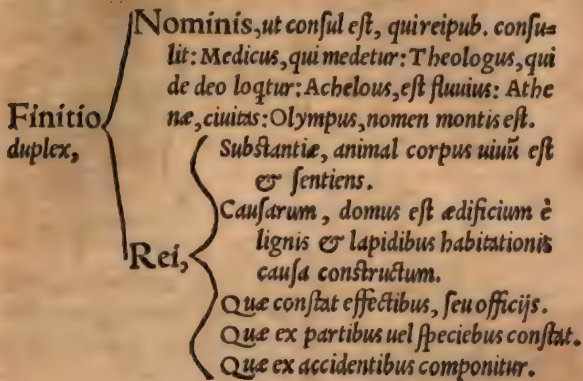 Nominis, ut conſul eſt, qui reipub. conſu=
lit: Medicus, qui medetur: Theologus, qui
de deo loqtur: Achelous, eſt fluuius: Athe
næ, ciuitas: Olympus, nomen montis eſt.
Finitio
duplex,
Subſtantiæ, animal corpus uiuũ eſt
& ſentiens.
Cauſarum, domus eſt ædificium è
lignis & lapidibus habitationis
cauſa conſtructum.
Rei,
Quæ conſtat effectibus, ſeu officijs.
Quæ ex partibus uel ſpeciebus conſtat.
Quæ ex accidentibus componitur.